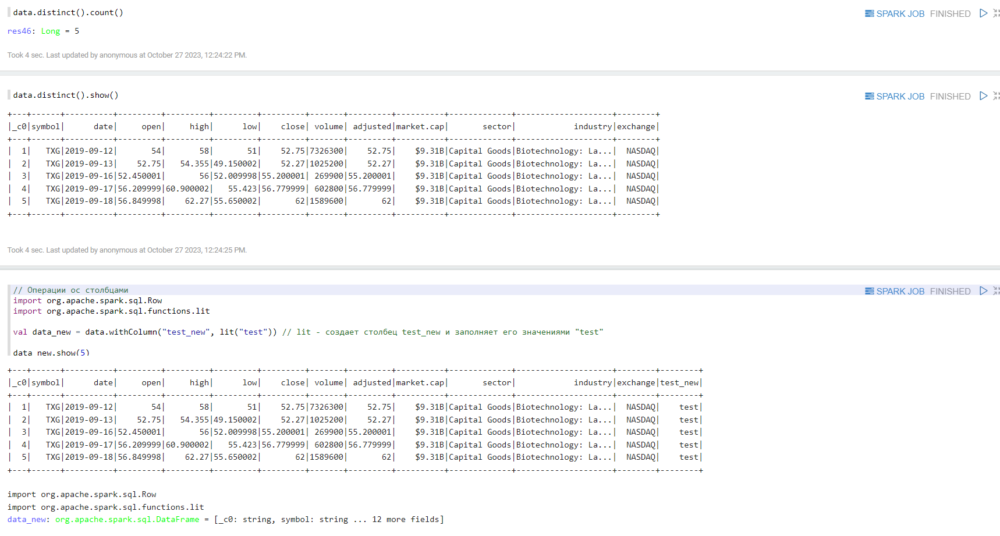 data.distinct().count()
SPARK JOB FINISHED
res46: Long = 5
Took 4 sec. Last updated by anonymous at October 27 2023, 12:24:22 PM.
data.distinct().show()
SPARK JOB FINISHED
+---+------+----------+---------+---------+---------+---------+-------+---------+----------+-------------+--------------------+--------+
|_c0|symbol|      date|     open|     high|      low|    close| volume| adjusted|market.cap|       sector|            industry|exchange|
+---+------+----------+---------+---------+---------+---------+-------+---------+----------+-------------+--------------------+--------+
|  1|   TXG|2019-09-12|       54|       58|       51|    52.75|7326300|    52.75|    $9.31B|Capital Goods|Biotechnology: La...|  NASDAQ|
|  2|   TXG|2019-09-13|    52.75|   54.355|49.150002|    52.27|1025200|    52.27|    $9.31B|Capital Goods|Biotechnology: La...|  NASDAQ|
|  3|   TXG|2019-09-16|52.450001|       56|52.009998|55.200001| 269900|55.200001|    $9.31B|Capital Goods|Biotechnology: La...|  NASDAQ|
|  4|   TXG|2019-09-17|56.209999|60.900002|   55.423|56.779999| 602800|56.779999|    $9.31B|Capital Goods|Biotechnology: La...|  NASDAQ|
|  5|   TXG|2019-09-18|56.849998|    62.27|55.650002|       62|1589600|       62|    $9.31B|Capital Goods|Biotechnology: La...|  NASDAQ|
+---+------+----------+---------+---------+---------+---------+-------+---------+----------+-------------+--------------------+--------+
Took 4 sec. Last updated by anonymous at October 27 2023, 12:24:25 PM.
// Операции ос столбцами
SPARK JOB FINISHED
import org.apache.spark.sql.Row
import org.apache.spark.sql.functions.lit
val data_new = data.withColumn("test_new", lit("test")) // lit - создает столбец test_new и заполняет его значениями "test"
data_new.show(5)
+---+------+----------+---------+---------+---------+---------+-------+---------+----------+-------------+--------------------+--------+--------+
|_c0|symbol|      date|     open|     high|      low|    close| volume| adjusted|market.cap|       sector|            industry|exchange|test_new|
+---+------+----------+---------+---------+---------+---------+-------+---------+----------+-------------+--------------------+--------+--------+
|  1|   TXG|2019-09-12|       54|       58|       51|    52.75|7326300|    52.75|    $9.31B|Capital Goods|Biotechnology: La...|  NASDAQ|    test|
|  2|   TXG|2019-09-13|    52.75|   54.355|49.150002|    52.27|1025200|    52.27|    $9.31B|Capital Goods|Biotechnology: La...|  NASDAQ|    test|
|  3|   TXG|2019-09-16|52.450001|       56|52.009998|55.200001| 269900|55.200001|    $9.31B|Capital Goods|Biotechnology: La...|  NASDAQ|    test|
|  4|   TXG|2019-09-17|56.209999|60.900002|   55.423|56.779999| 602800|56.779999|    $9.31B|Capital Goods|Biotechnology: La...|  NASDAQ|    test|
|  5|   TXG|2019-09-18|56.849998|    62.27|55.650002|       62|1589600|       62|    $9.31B|Capital Goods|Biotechnology: La...|  NASDAQ|    test|
+---+------+----------+---------+---------+---------+---------+-------+---------+----------+-------------+--------------------+--------+--------+
import org.apache.spark.sql.Row
import org.apache.spark.sql.functions.lit
data_new: org.apache.spark.sql.DataFrame = [_c0: string, symbol: string ... 12 more fields]